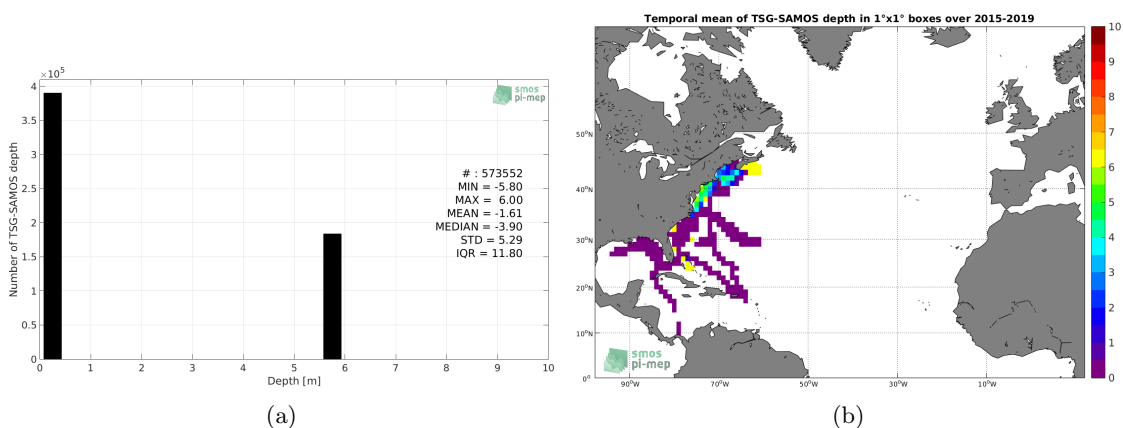 ×10⁵
4
3.5
3
2.5
2
1.5
1
0.5
0
0 1 2 3 4 5 6 7 8 9 10
Number of TSG-SAMOS depth
Depth [m]
smos
pi-mep
# : 573552
MIN = -5.80
MAX = 6.00
MEAN = -1.61
MEDIAN = -3.90
STD = 5.29
IQR = 11.80
(a)
Temporal mean of TSG-SAMOS depth in 1°x1° boxes over 2015-2019
50°N
40°N
30°N
20°N
10°N
0°
90°W 70°W 50°W 30°W 10°W
smos
pi-mep
10
9
8
7
6
5
4
3
2
1
0
(b)